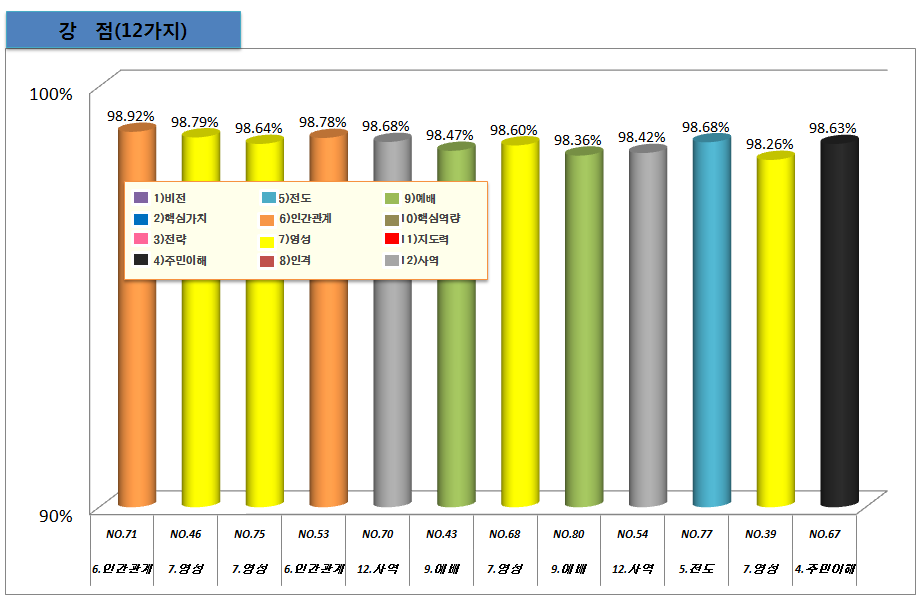 강 점(12가지)
100%
98.92% 98.79% 98.64% 98.78% 98.68% 98.47% 98.60% 98.36% 98.42% 98.68% 98.26% 98.63%
1)비전 5)전도 9)예배
2)핵심가치 6)인간관계 10)핵심역량
3)전략 7)영성 11)지도력
4)주민이해 8)인격 12)사역
90%
NO.71 NO.46 NO.75 NO.53 NO.70 NO.43 NO.68 NO.80 NO.54 NO.77 NO.39 NO.67
6.인간관계 7.영성 7.영성 6.인간관계 12.사역 9.예배 7.영성 9.예배 12.사역 5.전도 7.영성 4.주민이해